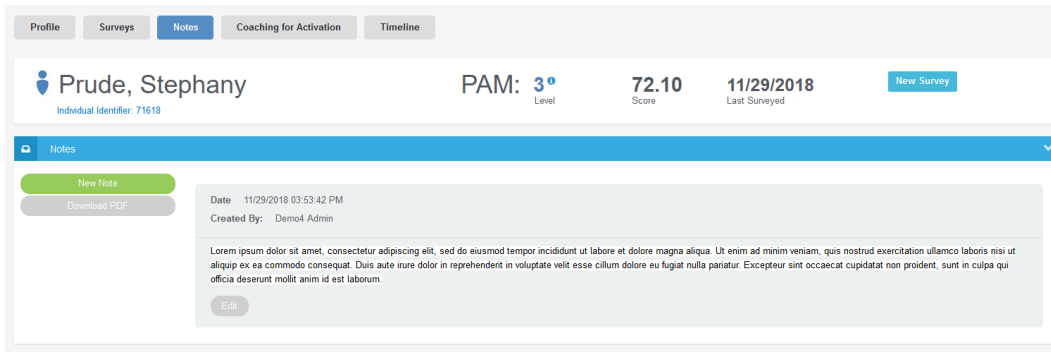 Profile Surveys Notes Coaching for Activation Timeline
Prude, Stephany PAM: 3 72.10 11/29/2018 New Survey
Individual Identifier: 71618 Level Score Last Surveyed
Notes
New Note
Download PDF
Date 11/29/2018 03:53:42 PM
Created By: Demo4 Admin
Lorem ipsum dolor sit amet, consectetur adipiscing elit, sed do eiusmod tempor incididunt ut labore et dolore magna aliqua. Ut enim ad minim veniam, quis nostrud exercitation ullamco laboris nisi ut
aliquip ex ea commodo consequat. Duis aute irure dolor in reprehenderit in voluptate velit esse cillum dolore eu fugiat nulla pariatur. Excepteur sint occaecat cupidatat non proident, sunt in culpa qui
officia deserunt mollit anim id est laborum.
Edit